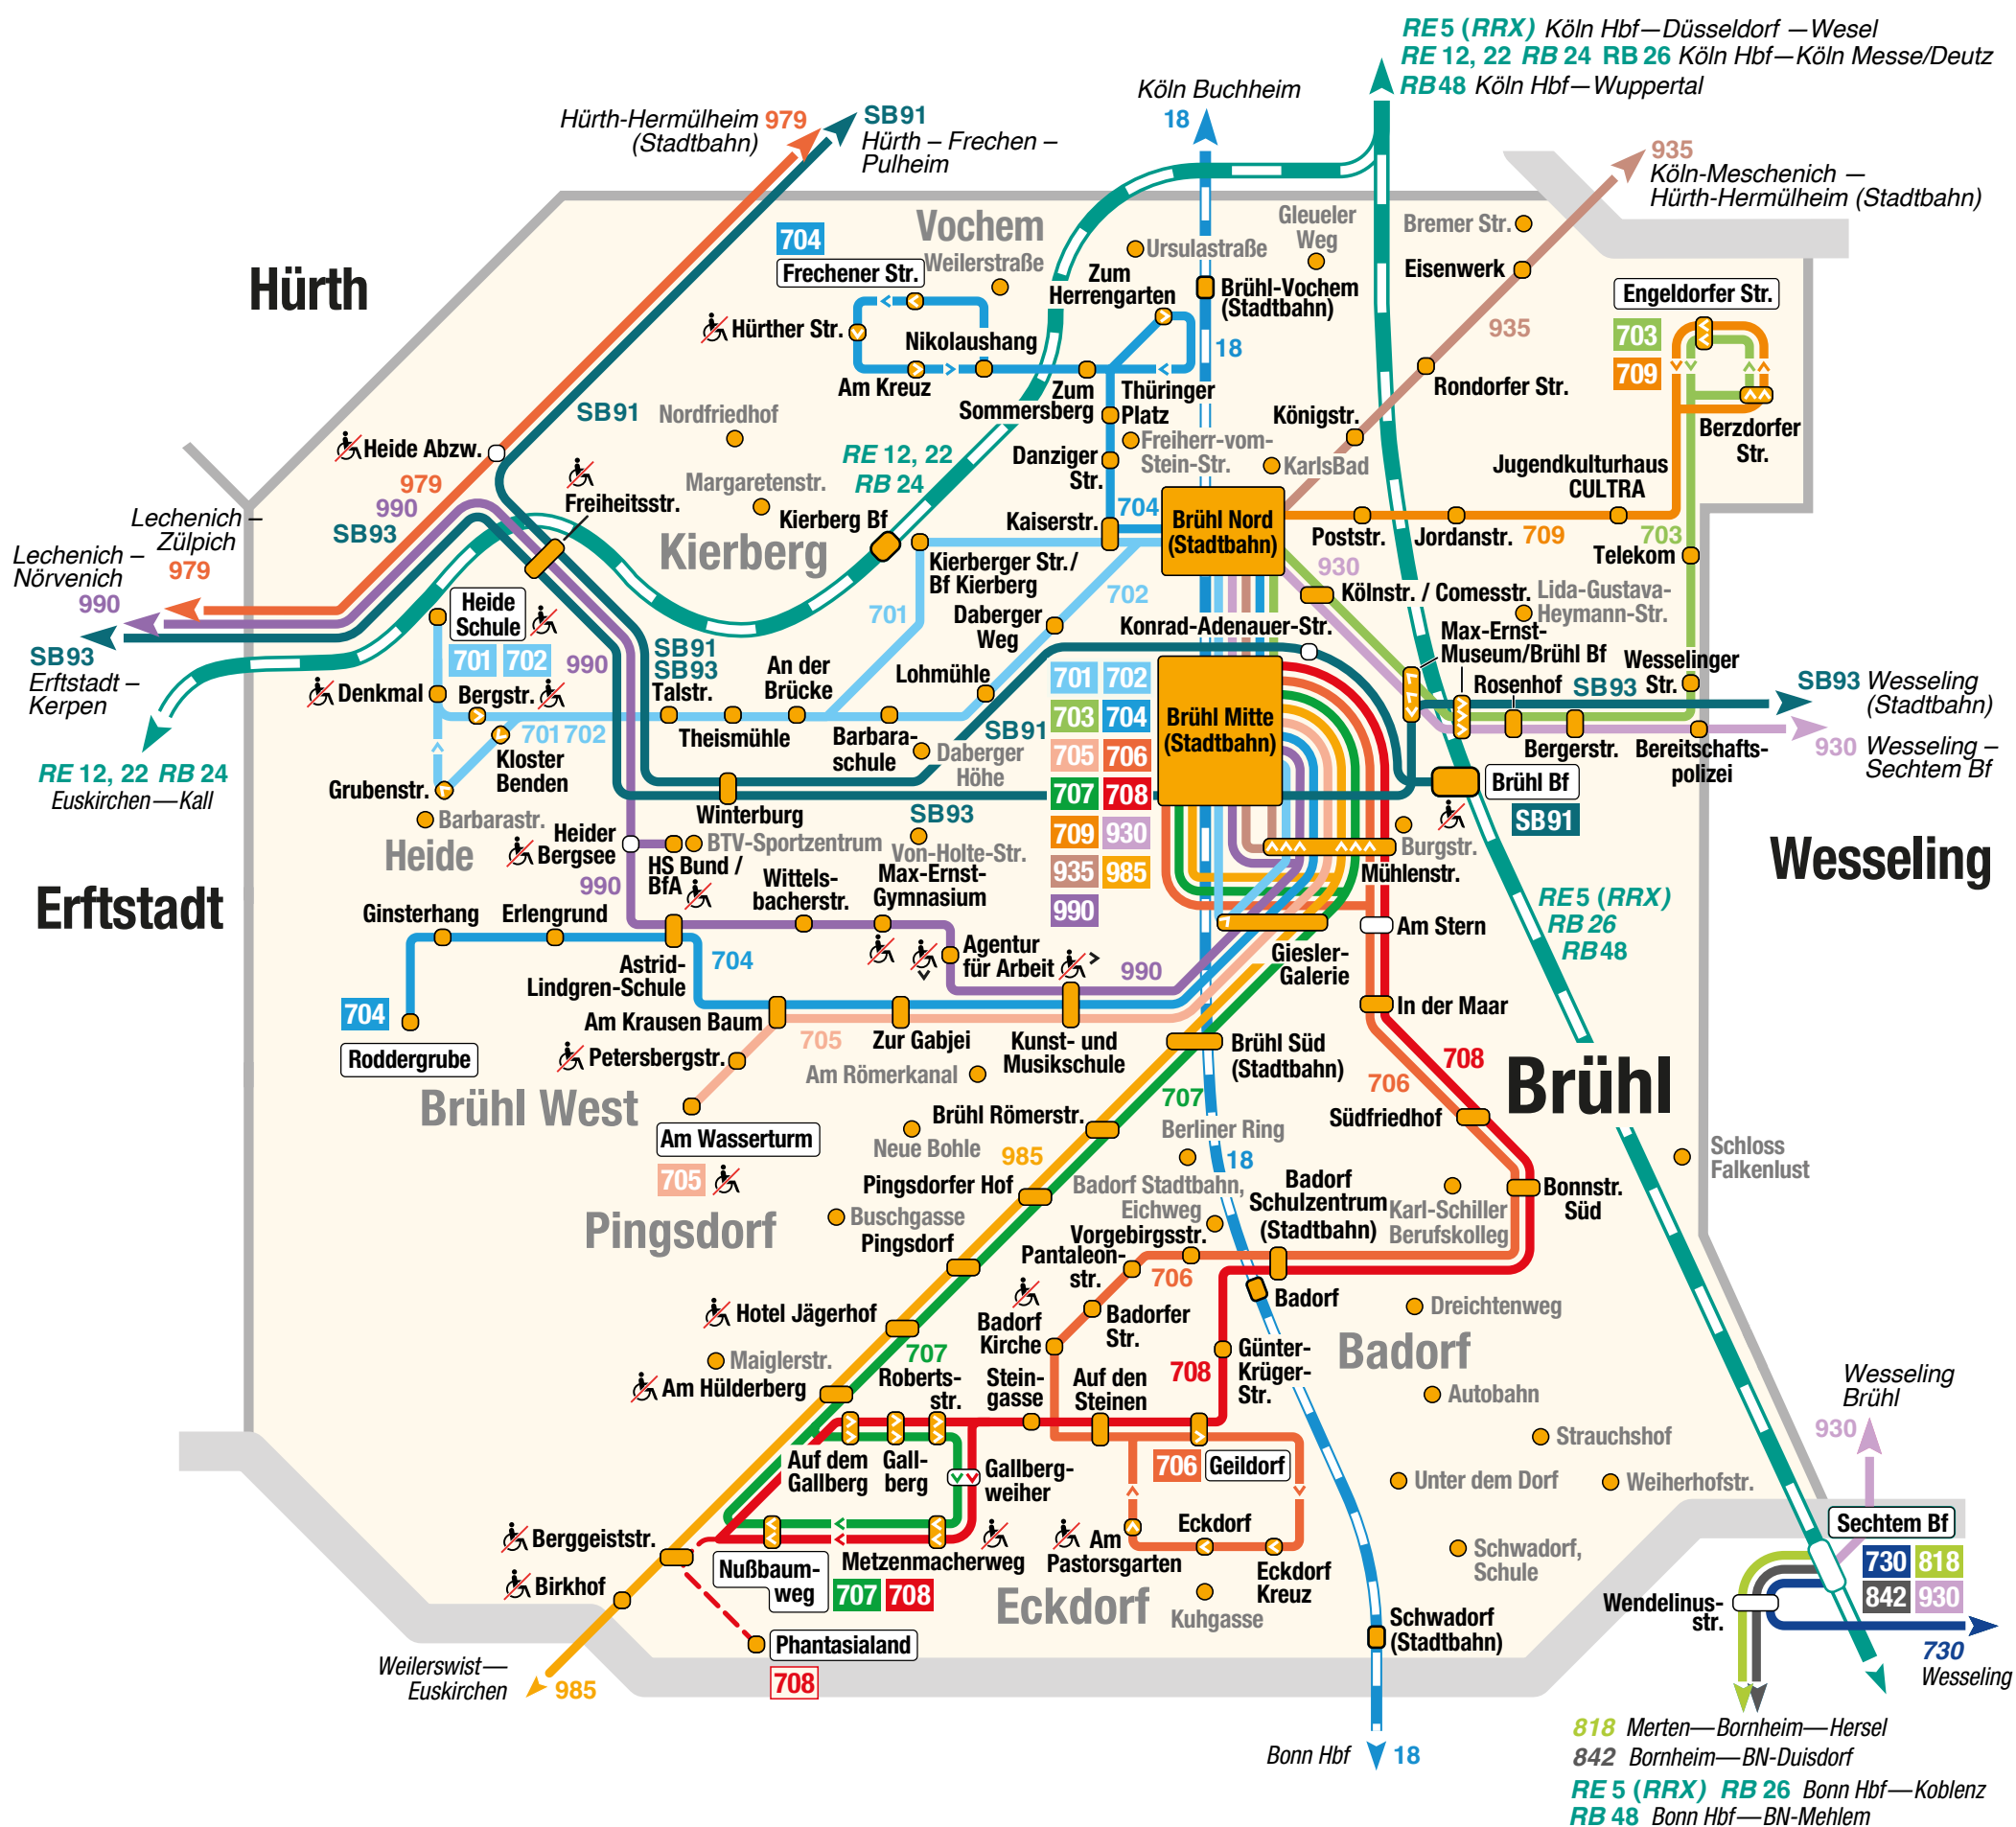 RE 5 (RRX) Köln Hbf—Düsseldorf —Wesel
RE 12, 22 RB 24 RB 26 Köln Hbf—Köln Messe/Deutz
RB 48 Köln Hbf—Wuppertal
Köln Buchheim
18
Hürth-Hermülheim 979
(Stadtbahn)
SB91
Hürth – Frechen –
Pulheim
935
Köln-Meschenich —
Hürth-Hermülheim (Stadtbahn)
Hürth
Vochem
704
Frechener Str.
Weilerstraße
Ursulastraße
Gleueler
Weg
Bremer Str.
Eisenwerk
Zum
Herrengarten
Brühl-Vochem
(Stadtbahn)
Engeldorfer Str.
703
709
Hürther Str.
Nikolaushang
18
935
Am Kreuz
Zum
Sommersberg
Thüringer
Platz
Rondorfer Str.
SB91
Nordfriedhof
Königstr.
Berzdorfer
Str.
Heide Abzw.
979
990
SB93
Freiheitsstr.
Margaretenstr.
RE 12, 22
RB 24
Danziger
Str.
Freiherr-vom-
Stein-Str.
KarlsBad
Jugendkulturhaus
CULTRA
Kierberg Bf
Kierberg
Kaiserstr.
704
Brühl Nord
(Stadtbahn)
Poststr.
Jordanstr.
709
703
Telekom
Lechenich –
Zülpich
979
Lechenich –
Nörvenich
990
SB93
Erftstadt –
Kerpen
Kierberger Str./
Bf Kierberg
930
Kölnstr. / Comesstr.
Lida-Gustava-
Heymann-Str.
Heide
Schule
701 702
990
701
702
Daberger
Weg
Konrad-Adenauer-Str.
Max-Ernst-
Museum/Brühl Bf
Wesselinger
Str.
Rosenhof
SB93
SB93 Wesseling
(Stadtbahn)
Denkmal
Bergstr.
SB91
SB93
Talstr.
An der
Brücke
Lohmühle
701 702
703 704
705 706
707 708
709 930
935 985
990
Brühl Mitte
(Stadtbahn)
701 702
Theismühle
Barbara-
schule
SB91
Daberger
Höhe
Bergerstr.
Bereitschafts-
polizei
930 Wesseling –
Sechtem Bf
Kloster
Benden
Grubenstr.
Barbarastr.
Heide
RE 12, 22 RB 24
Euskirchen—Kall
Winterburg
SB93
Brühl Bf
SB91
Heider
Bergsee
BTV-Sportzentrum
HS Bund /
BfA
Von-Holte-Str.
Burgstr.
Mühlenstr.
Wesseling
Erftstadt
990
Wittels-
bacherstr.
Max-Ernst-
Gymnasium
RE 5 (RRX)
RB 26
RB 48
Ginsterhang
Erlengrund
Am Stern
Astrid-
Lindgren-Schule
704
Agentur
für Arbeit
990
Giesler-
Galerie
704
Roddergrube
Am Krausen Baum
705
Zur Gabjei
Kunst- und
Musikschule
In der Maar
Petersbergstr.
Am Römerkanal
Brühl Süd
(Stadtbahn)
708
706
Brühl
Brühl West
Am Wasserturm
705
Brühl Römerstr.
Neue Bohle
985
707
Berliner Ring
18
Südfriedhof
Schloss
Falkenlust
Pingsdorfer Hof
Badorf Stadtbahn,
Eichweg
Badorf
Schulzentrum
(Stadtbahn)
Karl-Schiller
Berufskolleg
Bonnstr.
Süd
Pingsdorf
Buschgasse
Pingsdorf
Vorgebirgsstr.
Pantaleon-
str.
706
Badorf
Dreichtenweg
Hotel Jägerhof
Badorf
Kirche
Badorfer
Str.
Badorf
Maiglerstr.
Am Hülderberg
707
Roberts-
str.
Stein-
gasse
Auf den
Steinen
708
Günter-
Krüger-
Str.
Autobahn
Wesseling
Brühl
930
Auf dem
Gallberg
Gall-
berg
Gallberg-
weiher
706
Geildorf
Strauchshof
Unter dem Dorf
Weiherhofstr.
Berggeiststr.
Birkhof
Nußbaum-
weg
707 708
Metzenmacherweg
Am
Pastorsgarten
Eckdorf
Eckdorf
Kreuz
Schwadorf,
Schule
Sechtem Bf
730 818
842 930
Eckdorf
Kuhgasse
Wendelinus-
str.
Phantasialand
708
Schwadorf
(Stadtbahn)
730
Wesseling
Weilerswist—
Euskirchen
985
Bonn Hbf
18
818 Merten—Bornheim—Hersel
842 Bornheim—BN-Duisdorf
RE 5 (RRX) RB 26 Bonn Hbf—Koblenz
RB 48 Bonn Hbf—BN-Mehlem